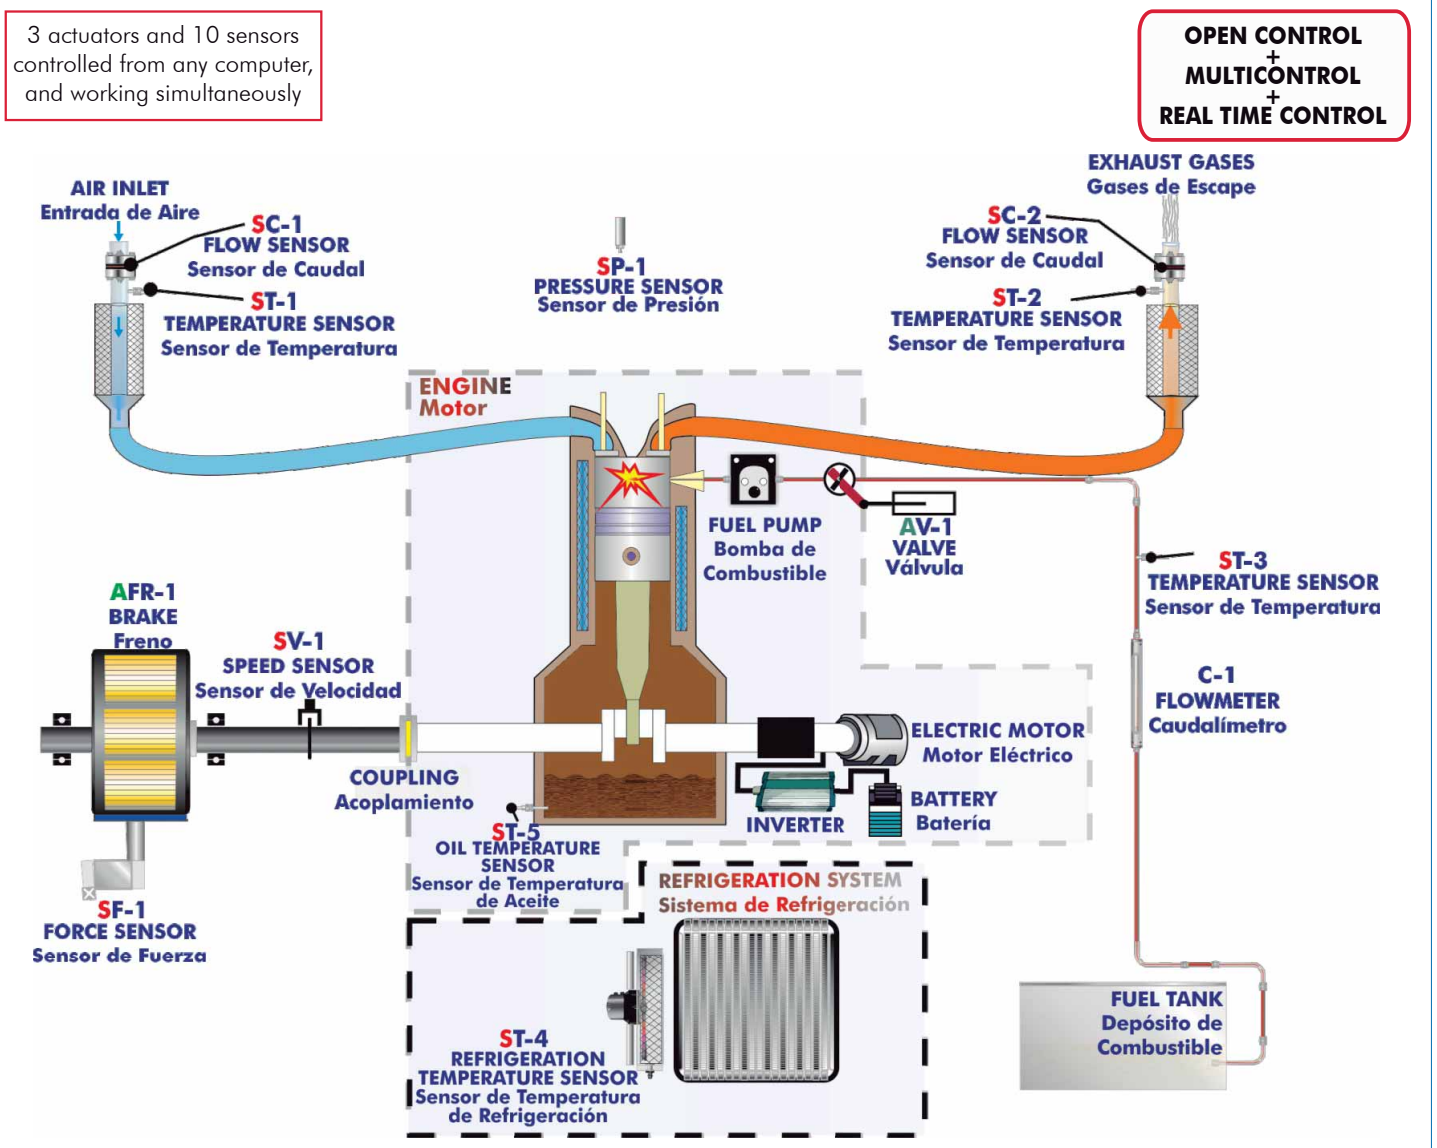 3 actuators and 10 sensors
controlled from any computer,
and working simultaneously
OPEN CONTROL
+
MULTICONTROL
+
REAL TIME CONTROL
AIR INLET
Entrada de Aire
SC-1
FLOW SENSOR
Sensor de Caudal
ST-1
TEMPERATURE SENSOR
Sensor de Temperatura
SP-1
PRESSURE SENSOR
Sensor de Presión
EXHAUST GASES
Gases de Escape
SC-2
FLOW SENSOR
Sensor de Caudal
ST-2
TEMPERATURE SENSOR
Sensor de Temperatura
ENGINE
Motor
FUEL PUMP
Bomba de
Combustible
AV-1
VALVE
Válvula
ST-3
TEMPERATURE SENSOR
Sensor de Temperatura
AFR-1
BRAKE
Freno
SV-1
SPEED SENSOR
Sensor de Velocidad
C-1
FLOWMETER
Caudalímetro
COUPLING
Acoplamiento
ELECTRIC MOTOR
Motor Eléctrico
INVERTER
BATTERY
Batería
ST-5
OIL TEMPERATURE
SENSOR
Sensor de Temperatura
de Aceite
SF-1
FORCE SENSOR
Sensor de Fuerza
REFRIGERATION SYSTEM
Sistema de Refrigeración
ST-4
REFRIGERATION
TEMPERATURE SENSOR
Sensor de Temperatura
de Refrigeración
FUEL TANK
Depósito de
Combustible